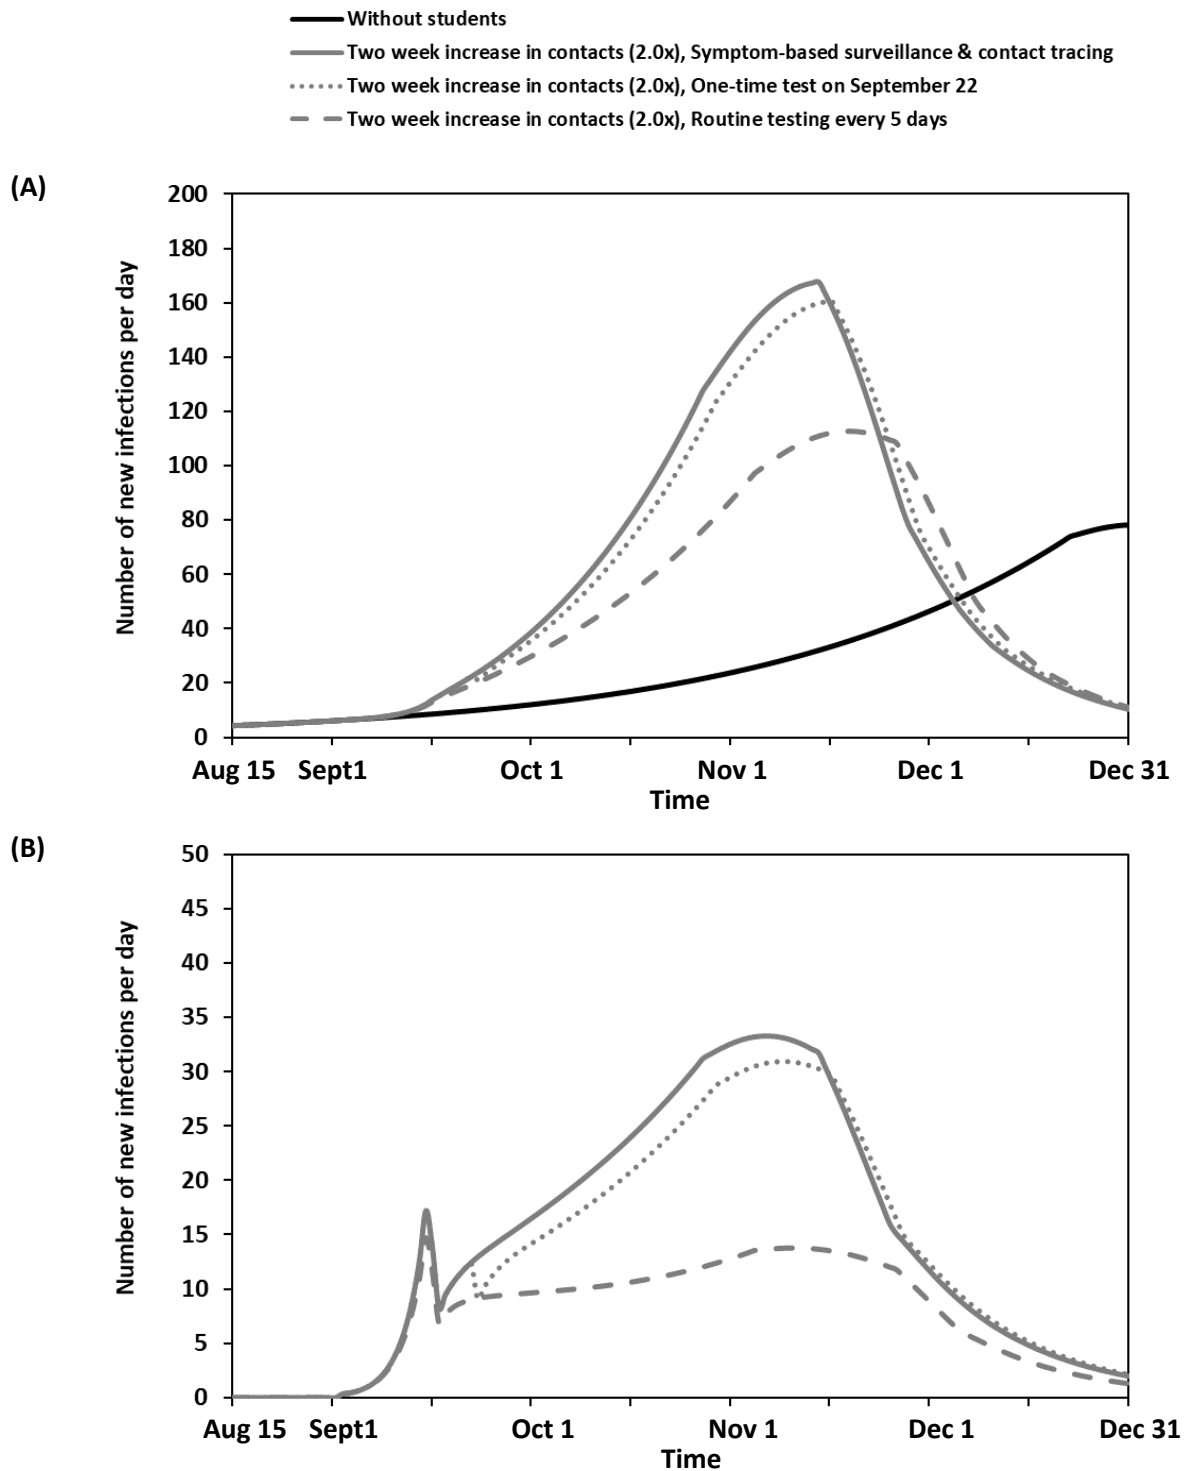 Without students
Two week increase in contacts (2.0x), Symptom-based surveillance & contact tracing
Two week increase in contacts (2.0x), One-time test on September 22
Two week increase in contacts (2.0x), Routine testing every 5 days
(A)
Number of new infections per day
200
180
160
140
120
100
80
60
40
20
0
Aug 15 Sept1 Oct 1 Nov 1 Dec 1 Dec 31
Time
(B)
Number of new infections per day
50
45
40
35
30
25
20
15
10
5
0
Aug 15 Sept1 Oct 1 Nov 1 Dec 1 Dec 31
Time